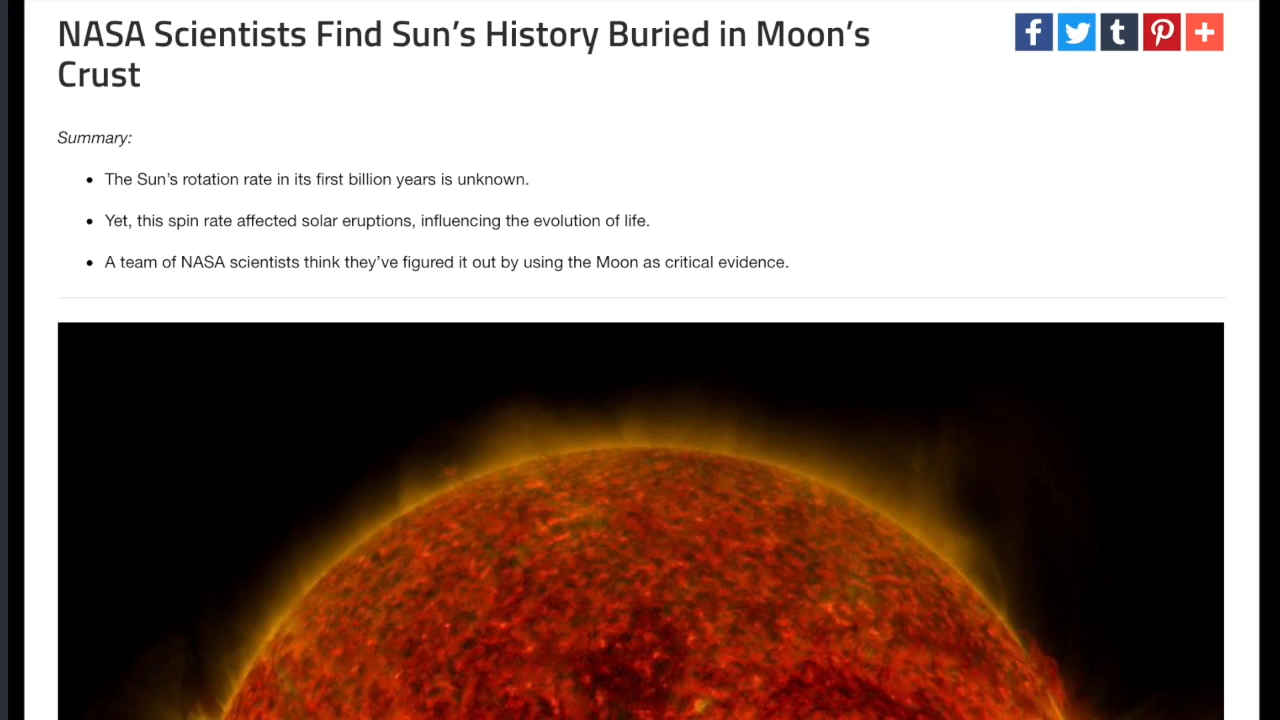 NASA Scientists Find Sun’s History Buried in Moon’s
Crust
Summary:
The Sun’s rotation rate in its first billion years is unknown.
Yet, this spin rate affected solar eruptions, influencing the evolution of life.
A team of NASA scientists think they’ve figured it out by using the Moon as critical evidence.